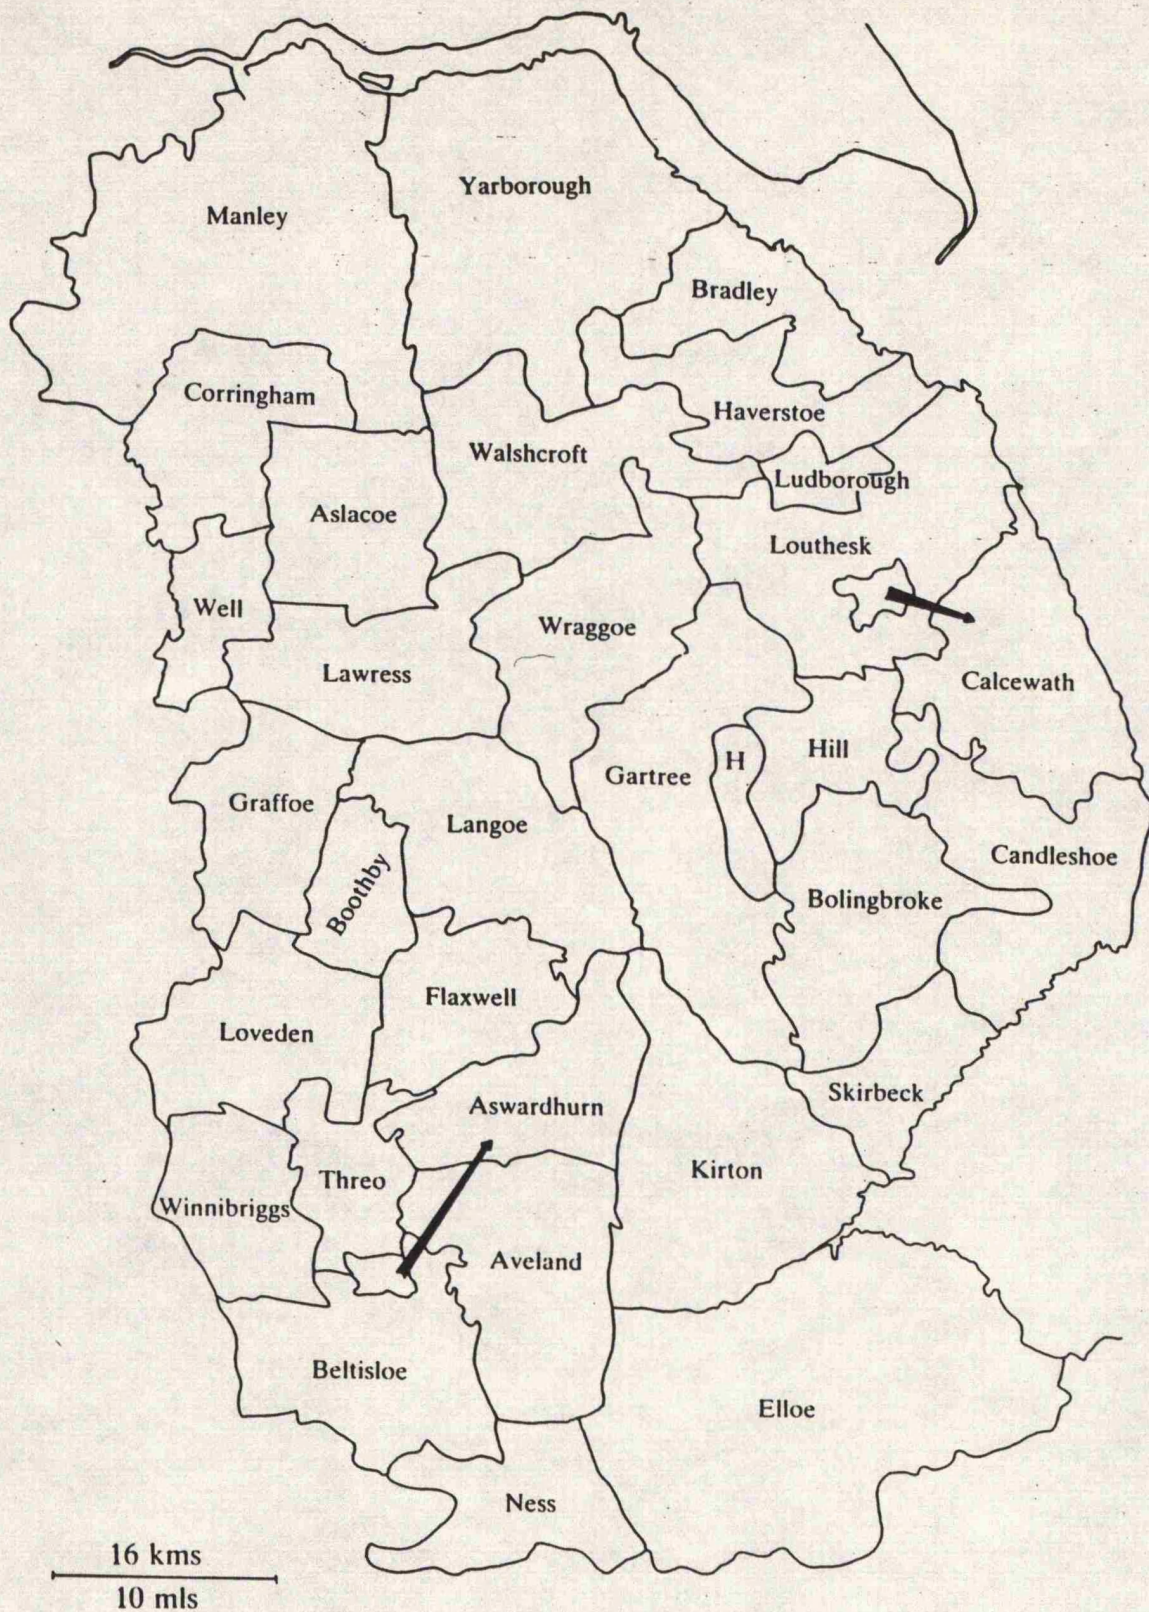 Yarborough
Manley
Bradley
Corringham
Haverstoe
Walshcroft
Ludborough
Aslacoe
Louthesk
Well
Wraggoe
Lawress
Calcewath
Hill
H
Gartree
Graffoe
Langoe
Candleshoe
Boothby
Bolingbroke
Flaxwell
Loveden
Skirbeck
Aswardhurn
Kirton
Threo
Winnibriggs
Aveland
Beltisloe
Elloe
Ness
16 kms
10 mls